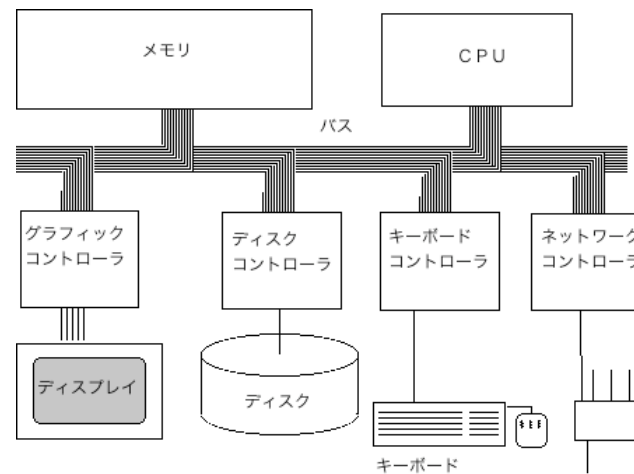 メモリ
ＣＰＵ
バス
グラフィック
コントローラ
ディスク
コントローラ
キーボード
コントローラ
ネットワーク
コントローラ
ディスプレイ
ディスク
キーボード